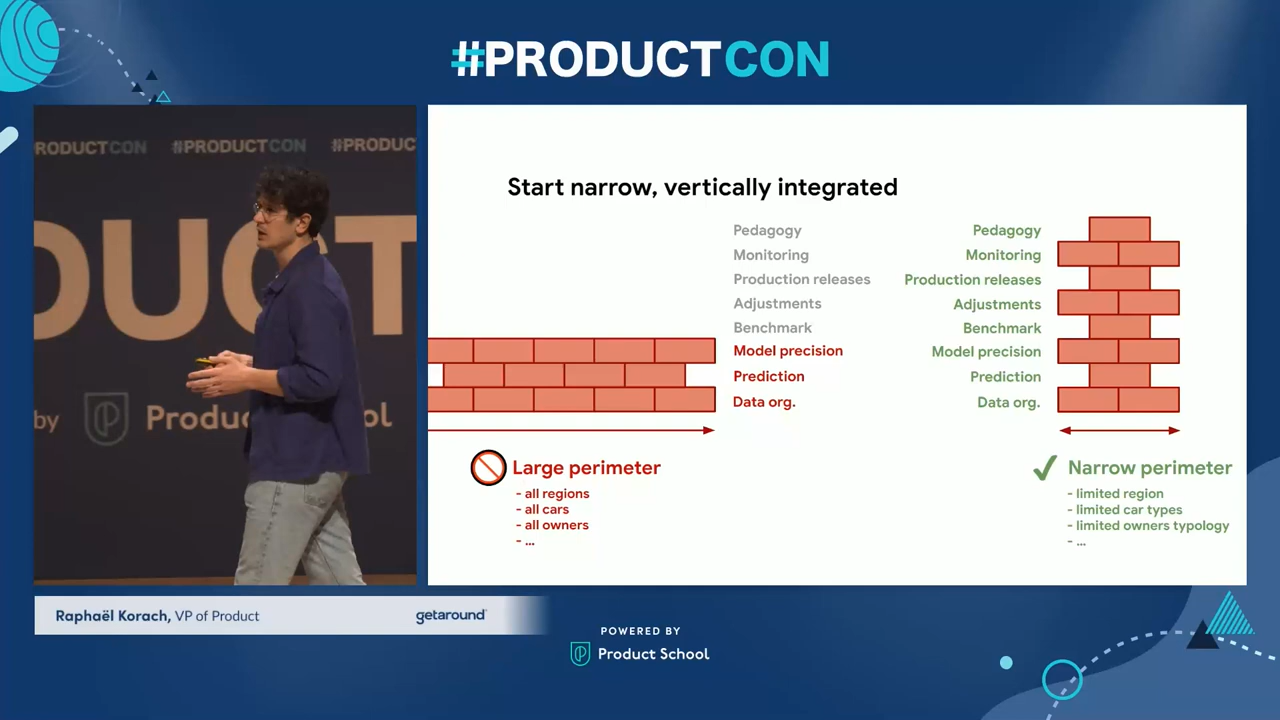 #PRODUCTCON
RODUCTCON #PRODUCTCON #PRODUC
DUCT
by Produc ol
Start narrow, vertically integrated
Pedagogy
Monitoring
Production releases
Adjustments
Benchmark
Model precision
Prediction
Data org.
Pedagogy
Monitoring
Production releases
Adjustments
Benchmark
Model precision
Prediction
Data org.
Large perimeter
- all regions
- all cars
- all owners
- ...
Narrow perimeter
- limited region
- limited car types
- limited owners typology
- ...
Raphaël Korach, VP of Product
getaround
POWERED BY
Product School